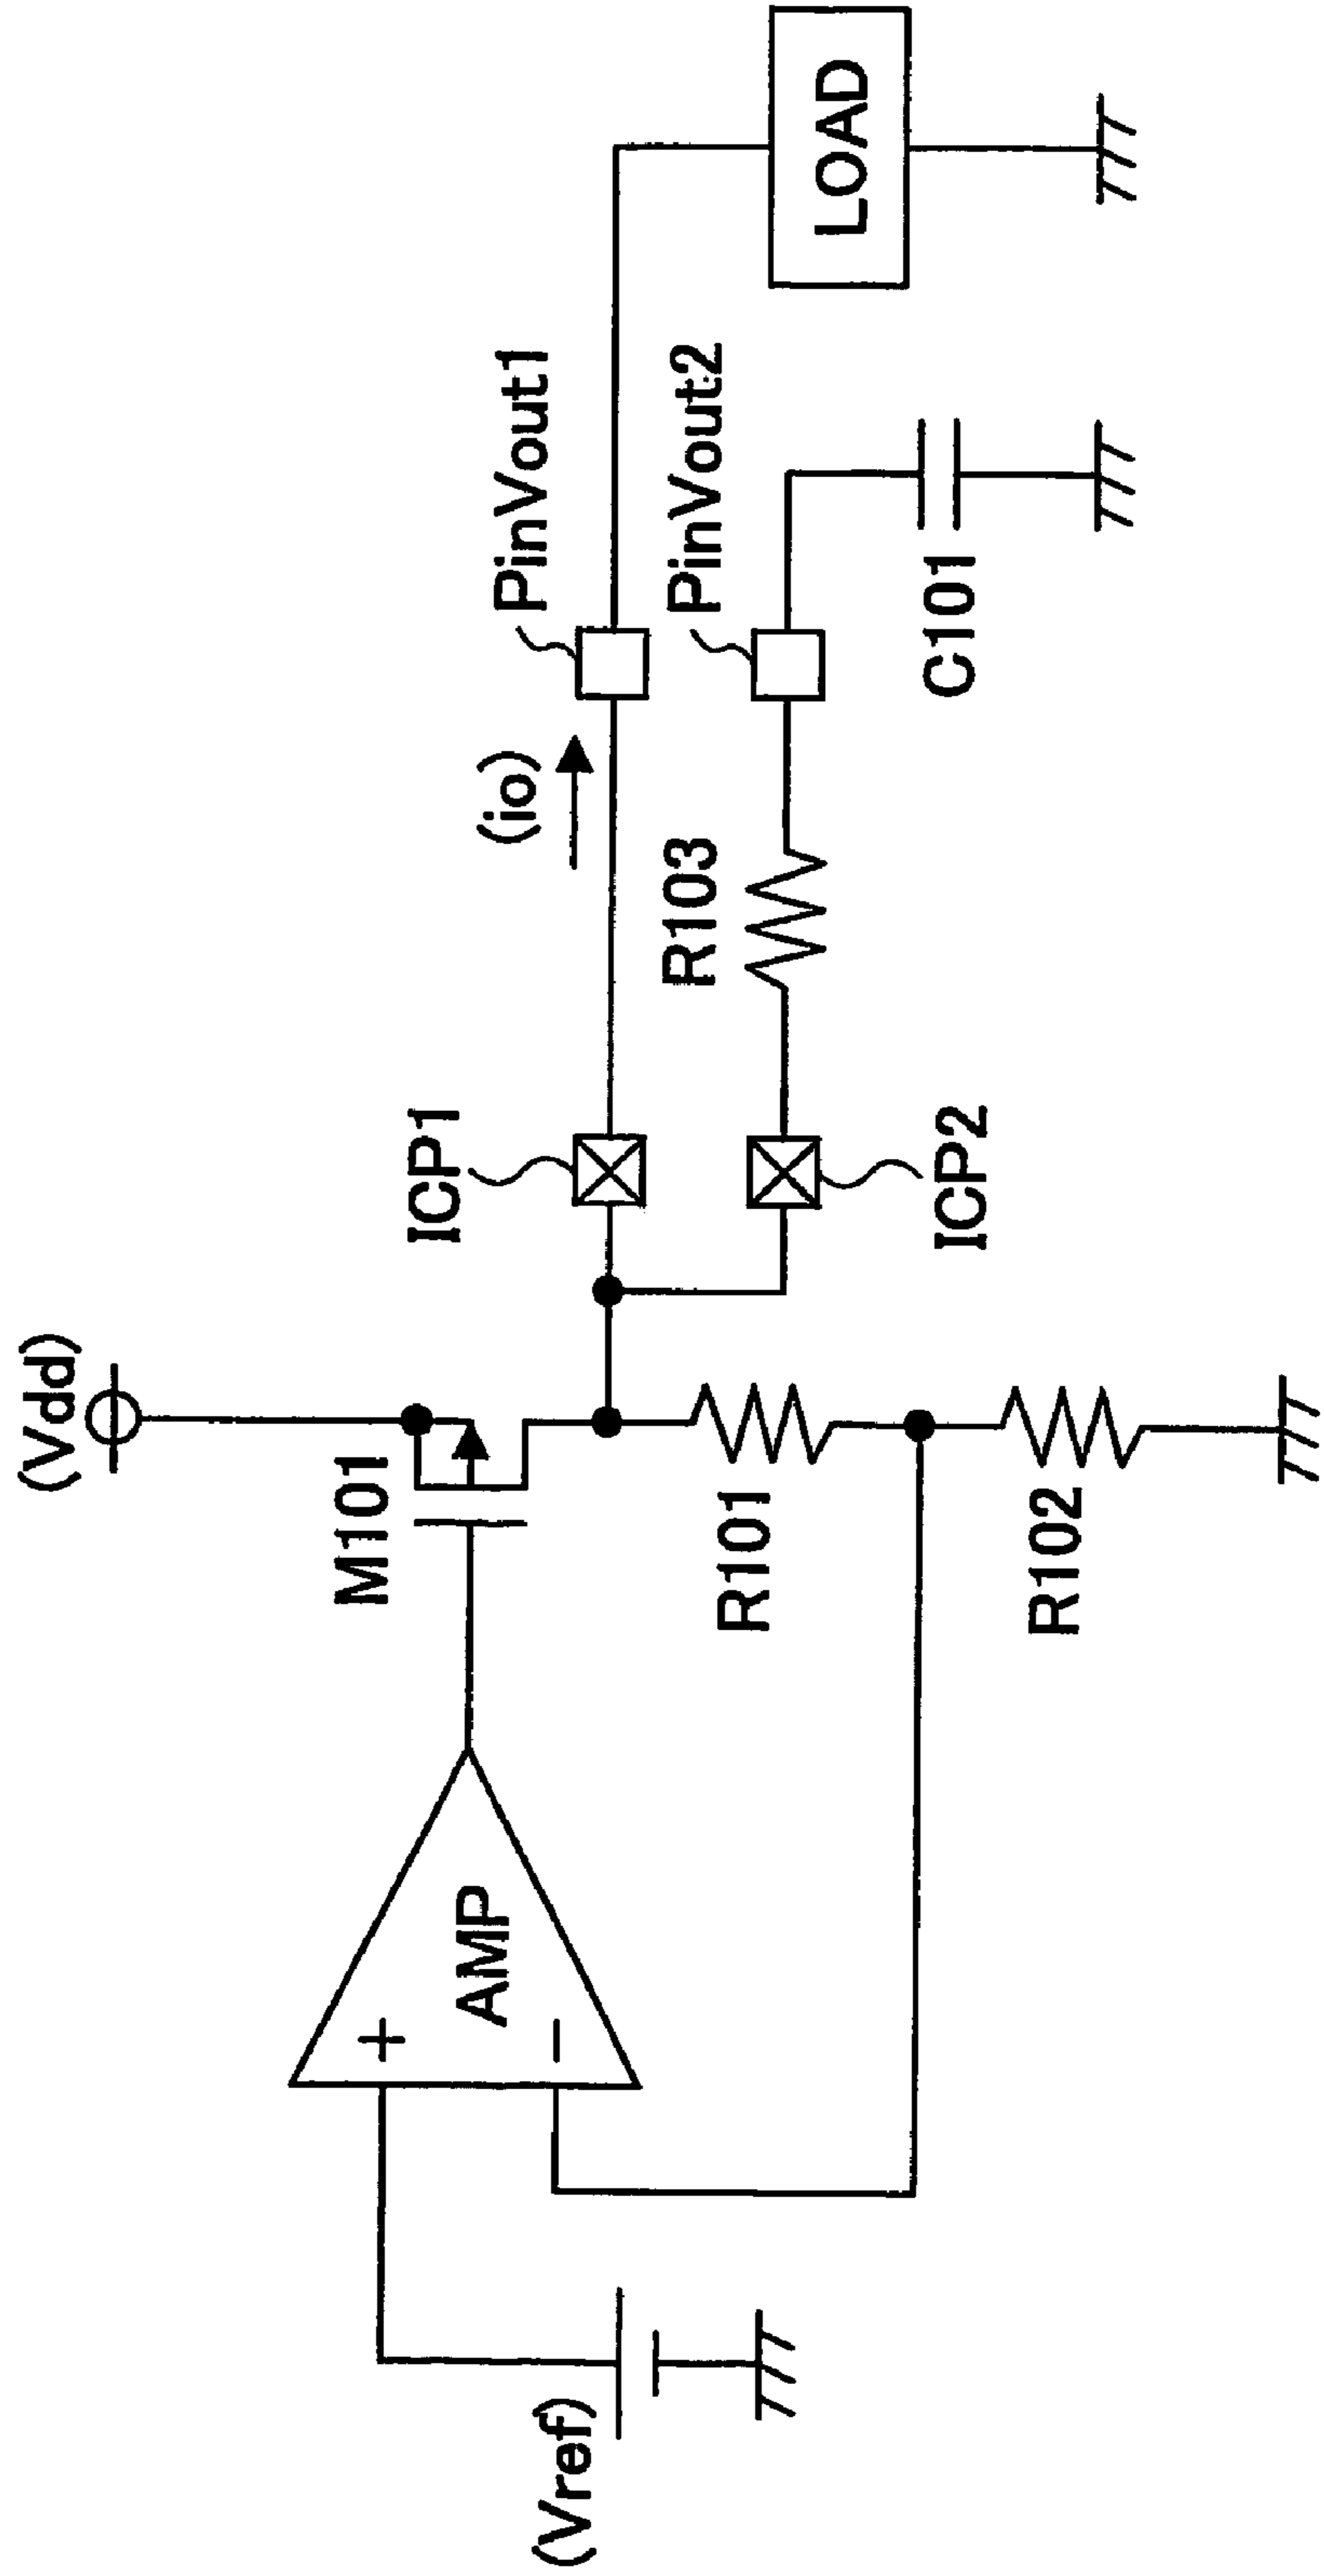 (Vdd)
M101
ICP1
(io)
PinVout1
AMP
+
−
R101
R103
PinVout2
LOAD
(Vref)
R102
ICP2
C101